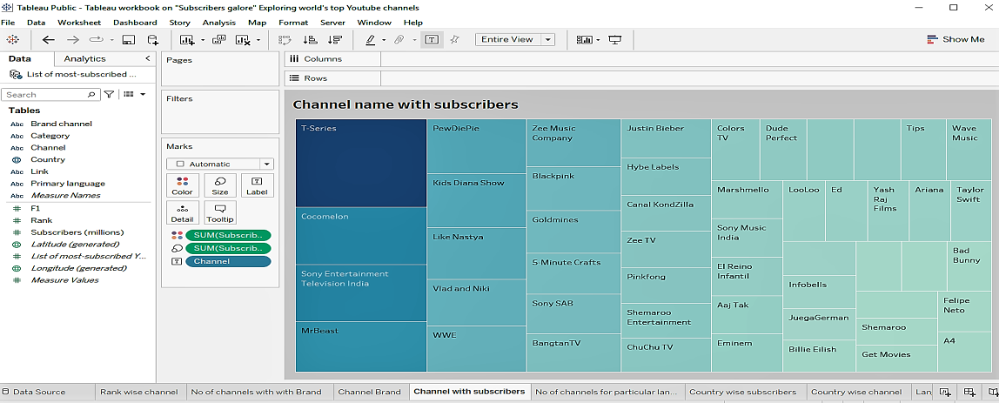 Tableau Public - Tableau workbook on "Subscribers galore" Exploring world's top Youtube channels
File Data Worksheet Dashboard Story Analysis Map Format Server Window Help
Entire View
Show Me
Data Analytics
List of most-subscribed ...
Search
Tables
Abc Brand channel
Abc Category
Abc Channel
Country
Abc Link
Abc Primary language
Abc Measure Names
# F1
# Rank
# Subscribers (millions)
Latitude (generated)
# List of most-subscribed Y...
Longitude (generated)
# Measure Values
Pages
Filters
Marks
Automatic
Color Size Label
Detail Tooltip
SUM(Subscrib..
SUM(Subscrib..
Channel
Columns
Rows
Channel name with subscribers
T-Series
Cocomelon
Sony Entertainment
Television India
MrBeast
PewDiePie
Kids Diana Show
Like Nastya
Vlad and Niki
WWE
Zee Music
Company
Blackpink
Goldmines
5-Minute Crafts
Sony SAB
BangtanTV
Justin Bieber
Hybe Labels
Canal KondZilla
Zee TV
Pinkfong
Shemaroo
Entertainment
ChuChu TV
Colors
TV
Dude
Perfect
Tips
Wave
Music
Marshmello
LooLoo
Ed
Yash
Raj
Films
Ariana
Taylor
Swift
Sony Music
India
El Reino
Infantil
Aaj Tak
Eminem
Infobells
JuegaGerman
Billie Eilish
Bad
Bunny
Shemaroo
Get Movies
Felipe
Neto
A4
Data Source Rank wise channel No of channels with with Brand Channel Brand Channel with subscribers No of channels for particular lan... Country wise subscribers Country wise channel Lan